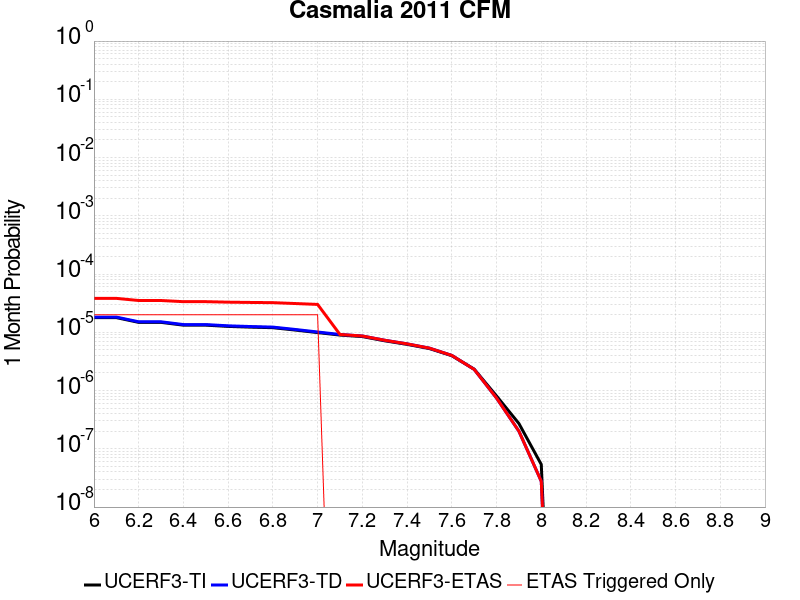 Casmalia 2011 CFM
10^0
10^-1
10^-2
10^-3
10^-4
10^-5
10^-6
10^-7
10^-8
1 Month Probability
6 6.2 6.4 6.6 6.8 7 7.2 7.4 7.6 7.8 8 8.2 8.4 8.6 8.8 9
Magnitude
UCERF3-TI UCERF3-TD UCERF3-ETAS ETAS Triggered Only